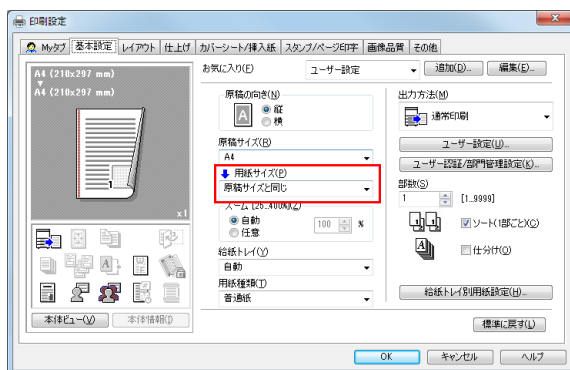 印刷設定
Myタブ 基本設定 レイアウト 仕上げ カバーシート/挿入紙 スタンプ/ページ印字 画像品質 その他
A4 (210x297 mm)
A4 (210x297 mm)
1
x1
本体ビュー(V) 本体情報(I)
お気に入り(F) ユーザー設定 追加(D)... 編集(E)...
原稿の向き(N)
A
縦
横
原稿サイズ(R)
A4
用紙サイズ(P)
原稿サイズと同じ
ズーム [25..400%](Z)
自動
任意
100 %
給紙トレイ(Y)
自動
用紙種類(T)
普通紙
出力方法(M)
通常印刷
ユーザー設定(U)...
ユーザー認証/部門管理設定(K)...
部数(S)
1 [1..9999]
ソート(1部ごと)(C)
仕分け(O)
給紙トレイ別用紙設定(H)...
標準に戻す(L)
OK キャンセル ヘルプ